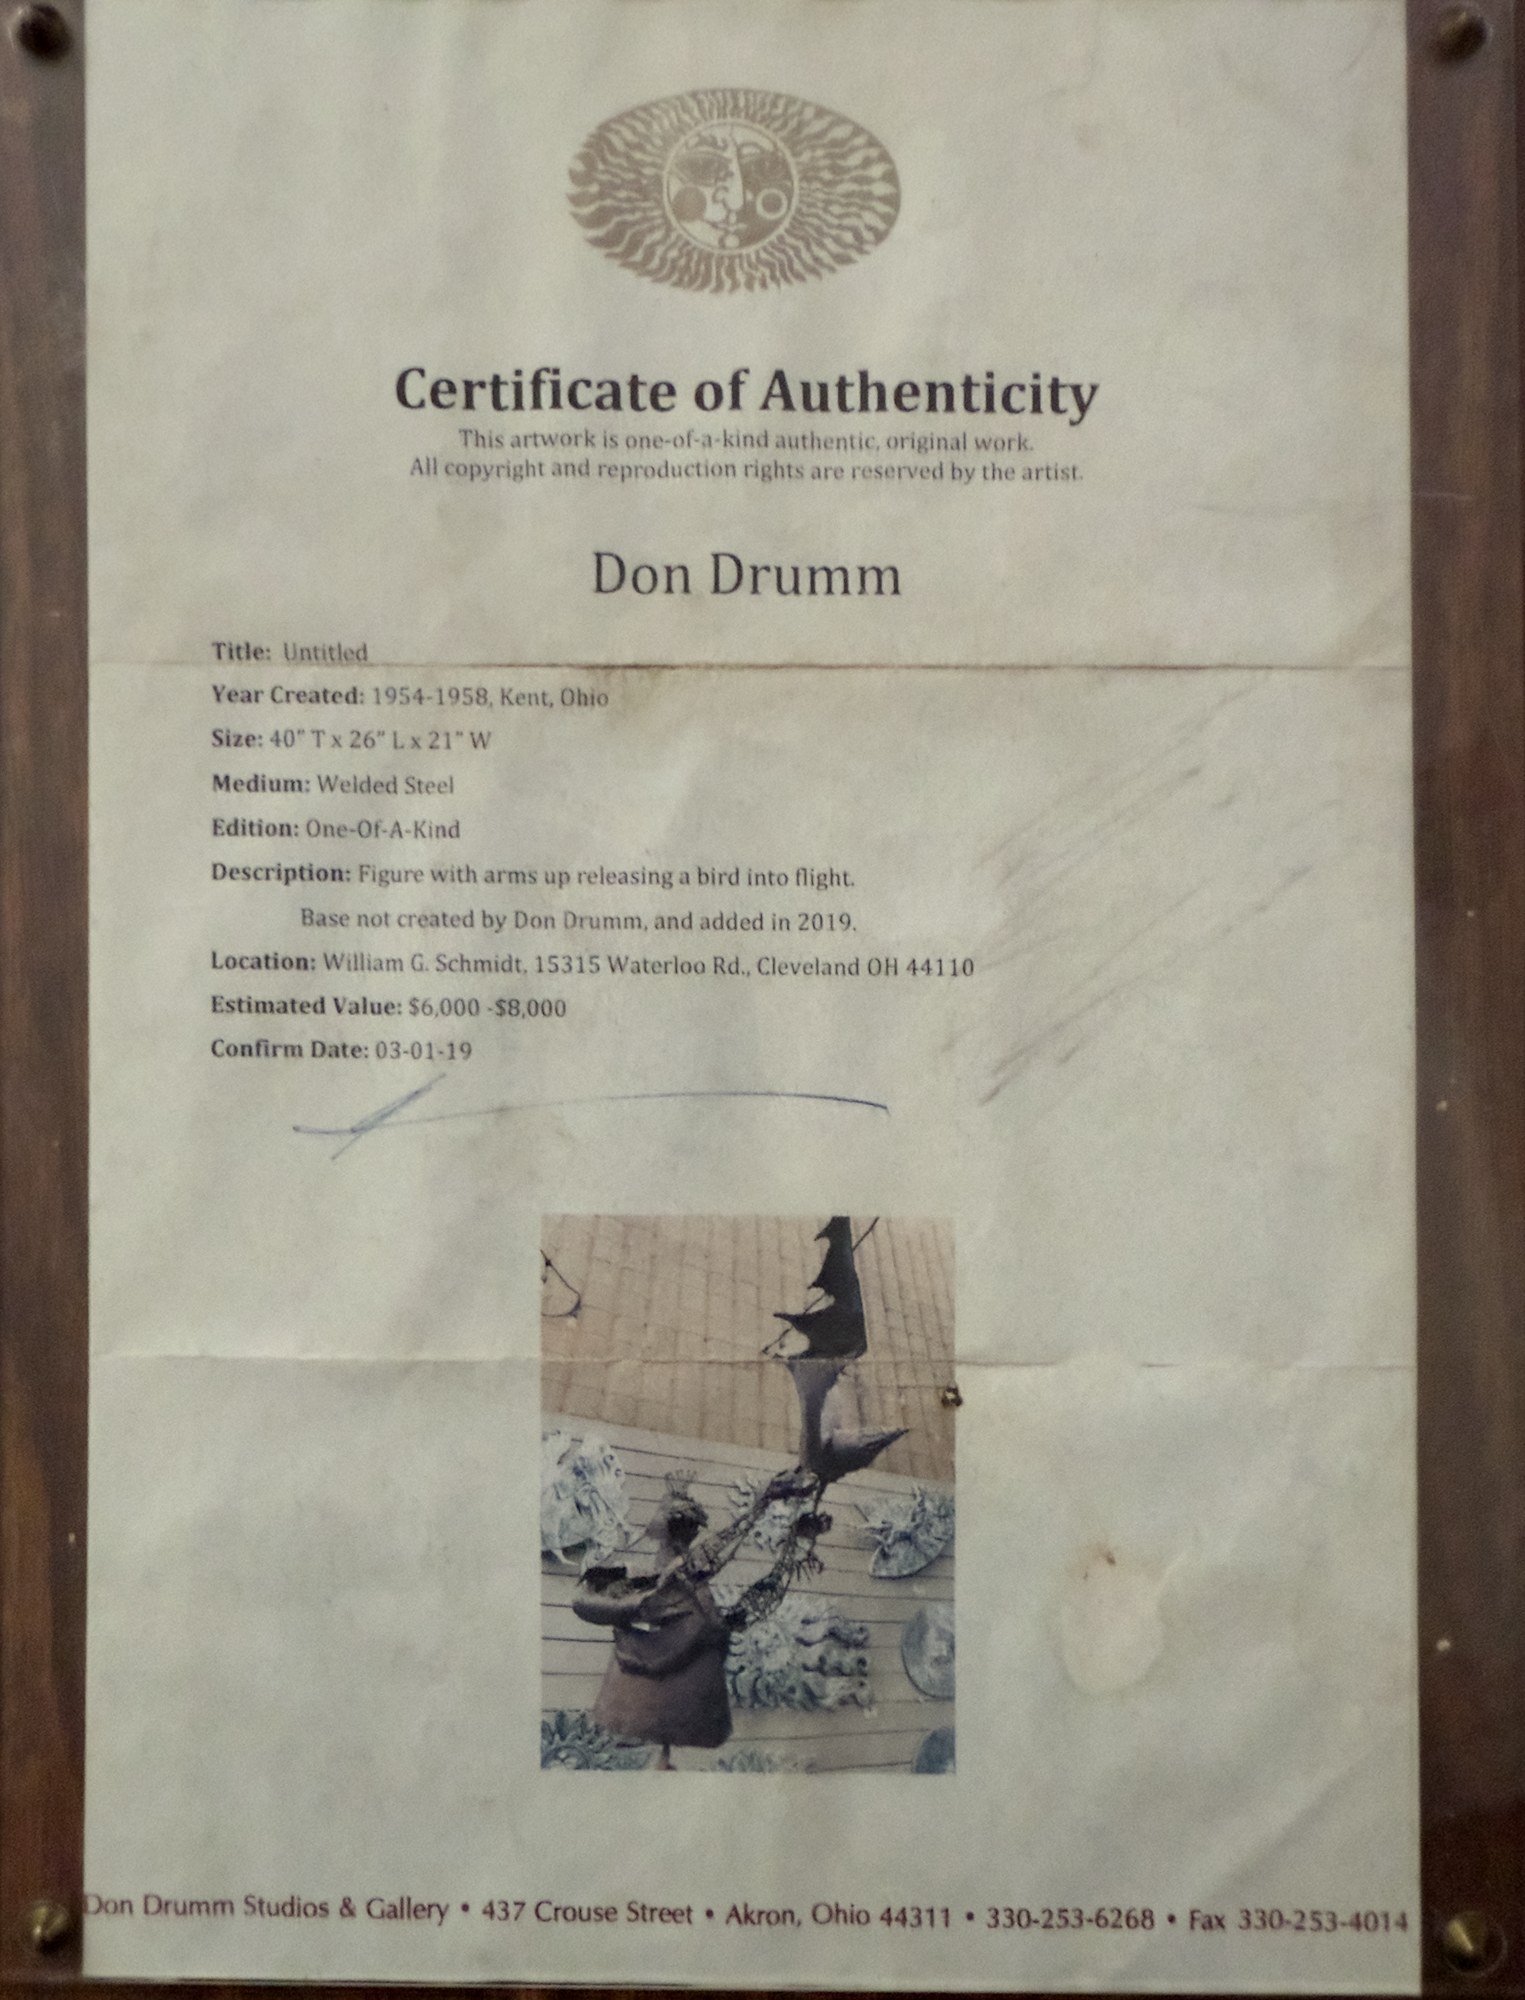 Certificate of Authenticity
This artwork is one-of-a-kind authentic, original work.
All copyright and reproduction rights are reserved by the artist.
Don Drumm
Title: Untitled
Year Created: 1954-1958, Kent, Ohio
Size: 40" T x 26" L x 21" W
Medium: Welded Steel
Edition: One-Of-A-Kind
Description: Figure with arms up releasing a bird into flight.
Base not created by Don Drumm, and added in 2019.
Location: William G. Schmidt, 15315 Waterloo Rd., Cleveland OH 44110
Estimated Value: $6,000 -$8,000
Confirm Date: 03-01-19
Don Drumm Studios & Gallery • 437 Crouse Street • Akron, Ohio 44311 • 330-253-6268 • Fax 330-253-4014